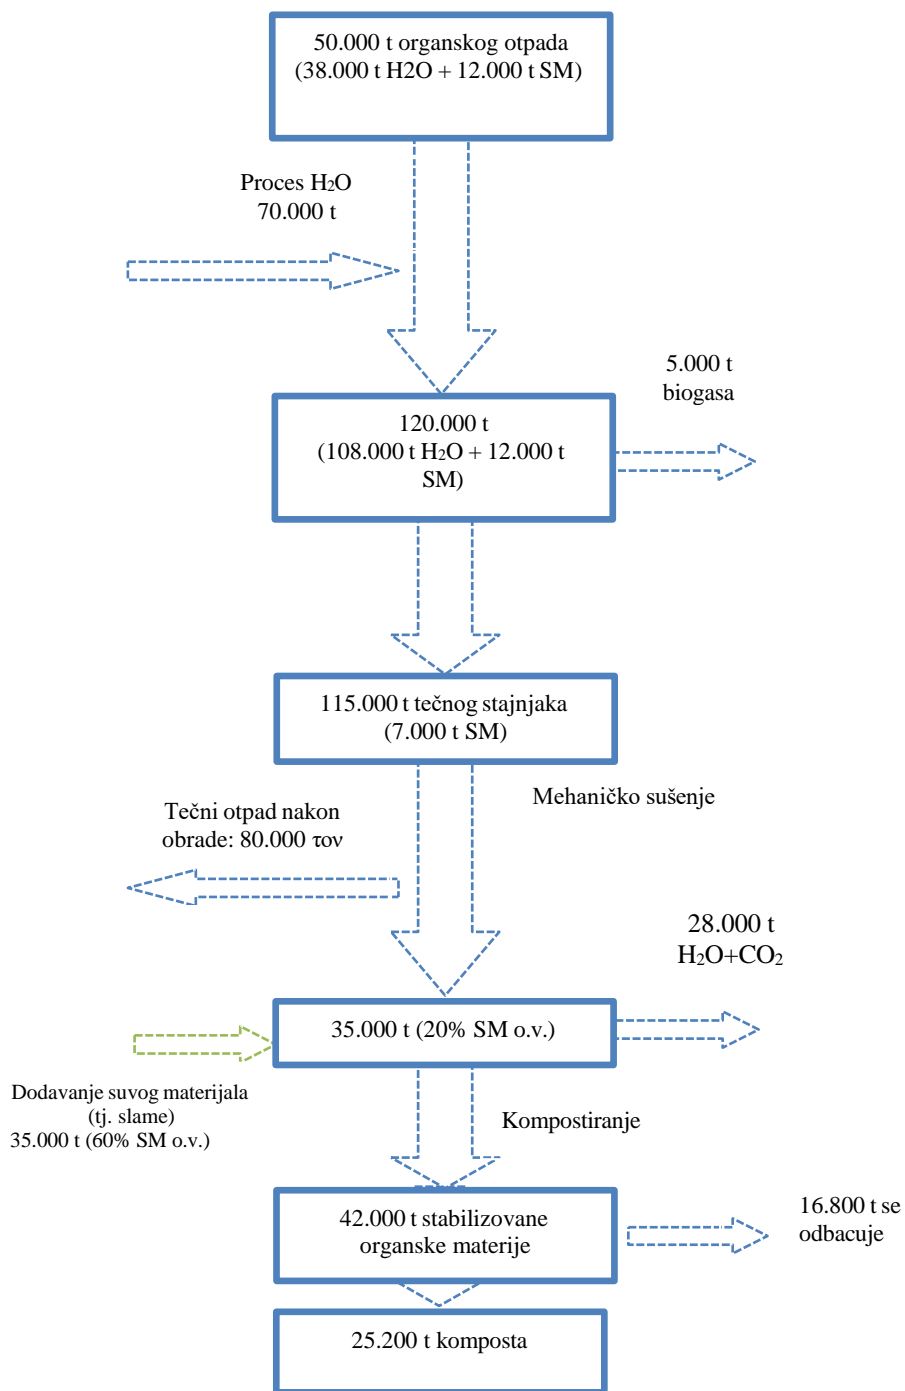 50.000 t organskog otpada
(38.000 t H2O + 12.000 t SM)
Proces H₂O
70.000 t
5.000 t
biogasa
120.000 t
(108.000 t H₂O + 12.000 t
SM)
115.000 t tečnog stajnjaka
(7.000 t SM)
Mehaničko sušenje
Tečni otpad nakon
obrade: 80.000 τον
28.000 t
H₂O+CO₂
35.000 t (20% SM o.v.)
Dodavanje suvog materijala
(tj. slame)
35.000 t (60% SM o.v.)
Kompostiranje
42.000 t stabilizovane
organske materije
16.800 t se
odbacuje
25.200 t komposta